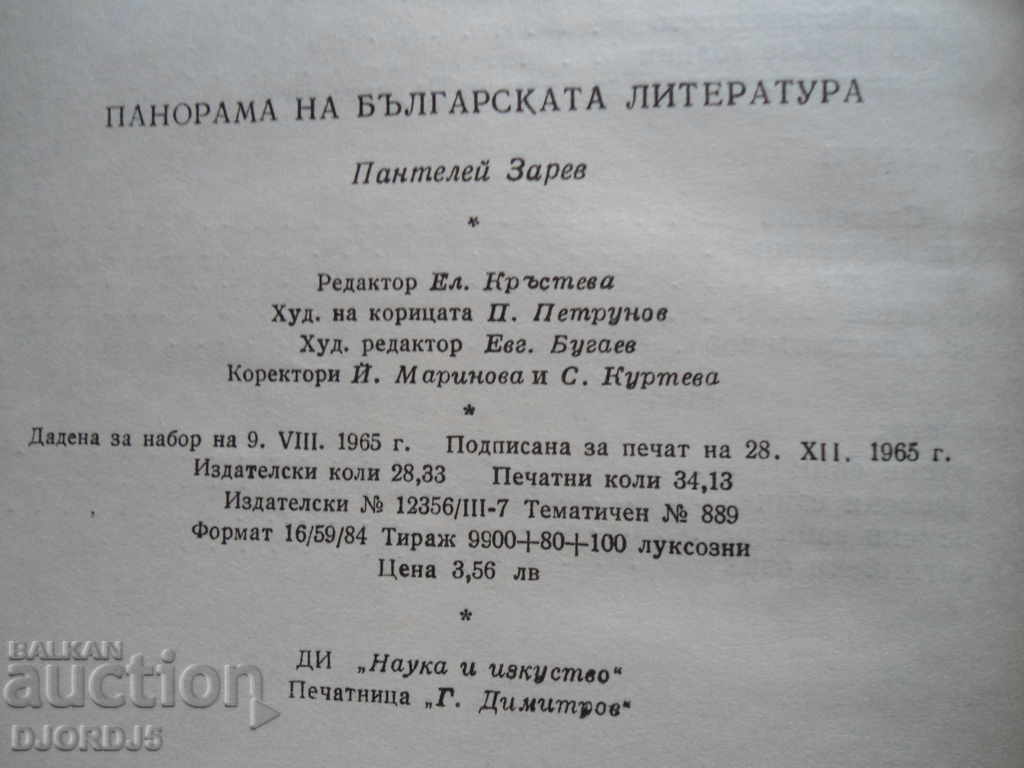 ПАНОРАМА НА БЪЛГАРСКАТА ЛИТЕРАТУРА
Пантелей Зарев
*
Редактор Ел. Кръстева
Худ. на корицата П. Петрунов
Худ. редактор Евг. Бугаев
Коректори Й. Маринова и С. Куртева
*
Дадена за набор на 9. VIII. 1965 г. Подписана за печат на 28. XII. 1965 г.
Издателски коли 28,33 Печатни коли 34,13
Издателски № 12356/III-7 Тематичен № 889
Формат 16/59/84 Тираж 9900+80+100 луксозни
Цена 3,56 лв
*
ДИ „Наука и изкуство"
Печатница „Г. Димитров"
BALKAN
auction
DJORDJ5